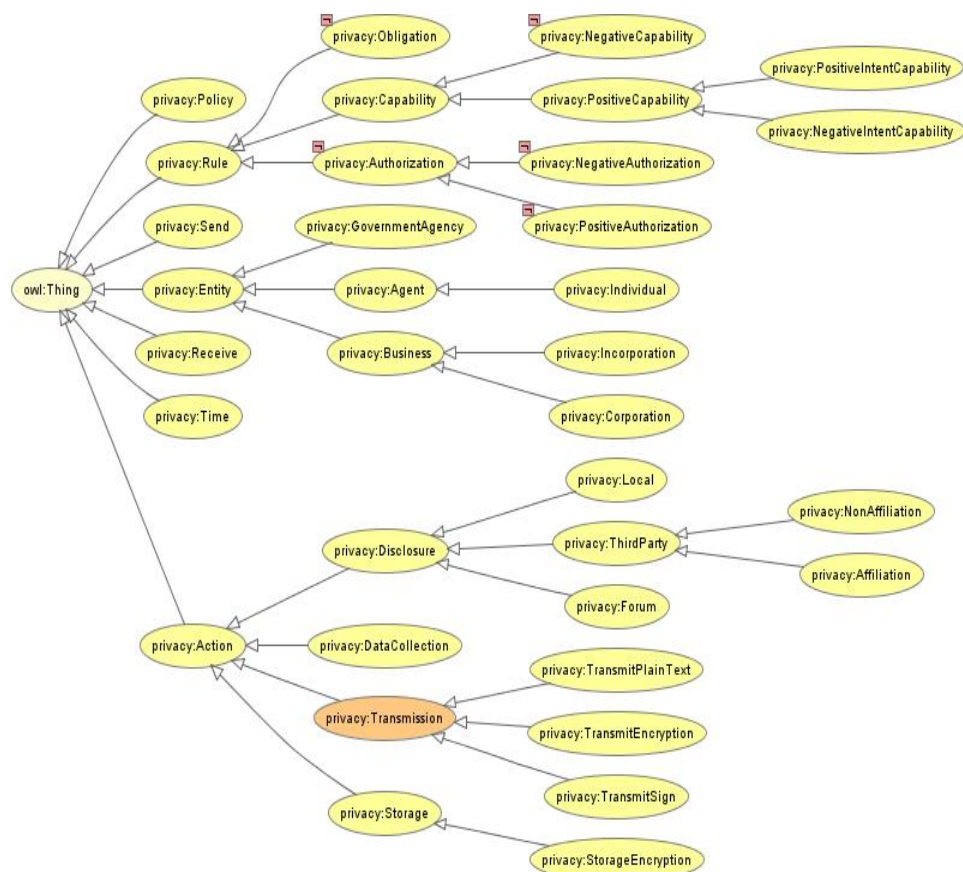 privacy:Obligation
privacy:NegativeCapability
privacy:PositiveIntentCapability
privacy:Policy
privacy:Capability
privacy:PositiveCapability
privacy:NegativeIntentCapability
privacy:Rule
privacy:Authorization
privacy:NegativeAuthorization
privacy:Send
privacy:GovernmentAgency
privacy:PositiveAuthorization
owl:Thing
privacy:Entity
privacy:Agent
privacy:Individual
privacy:Receive
privacy:Business
privacy:Incorporation
privacy:Time
privacy:Corporation
privacy:Local
privacy:NonAffiliation
privacy:Disclosure
privacy:ThirdParty
privacy:Affiliation
privacy:Forum
privacy:Action
privacy:DataCollection
privacy:TransmitPlainText
privacy:Transmission
privacy:TransmitEncryption
privacy:TransmitSign
privacy:Storage
privacy:StorageEncryption